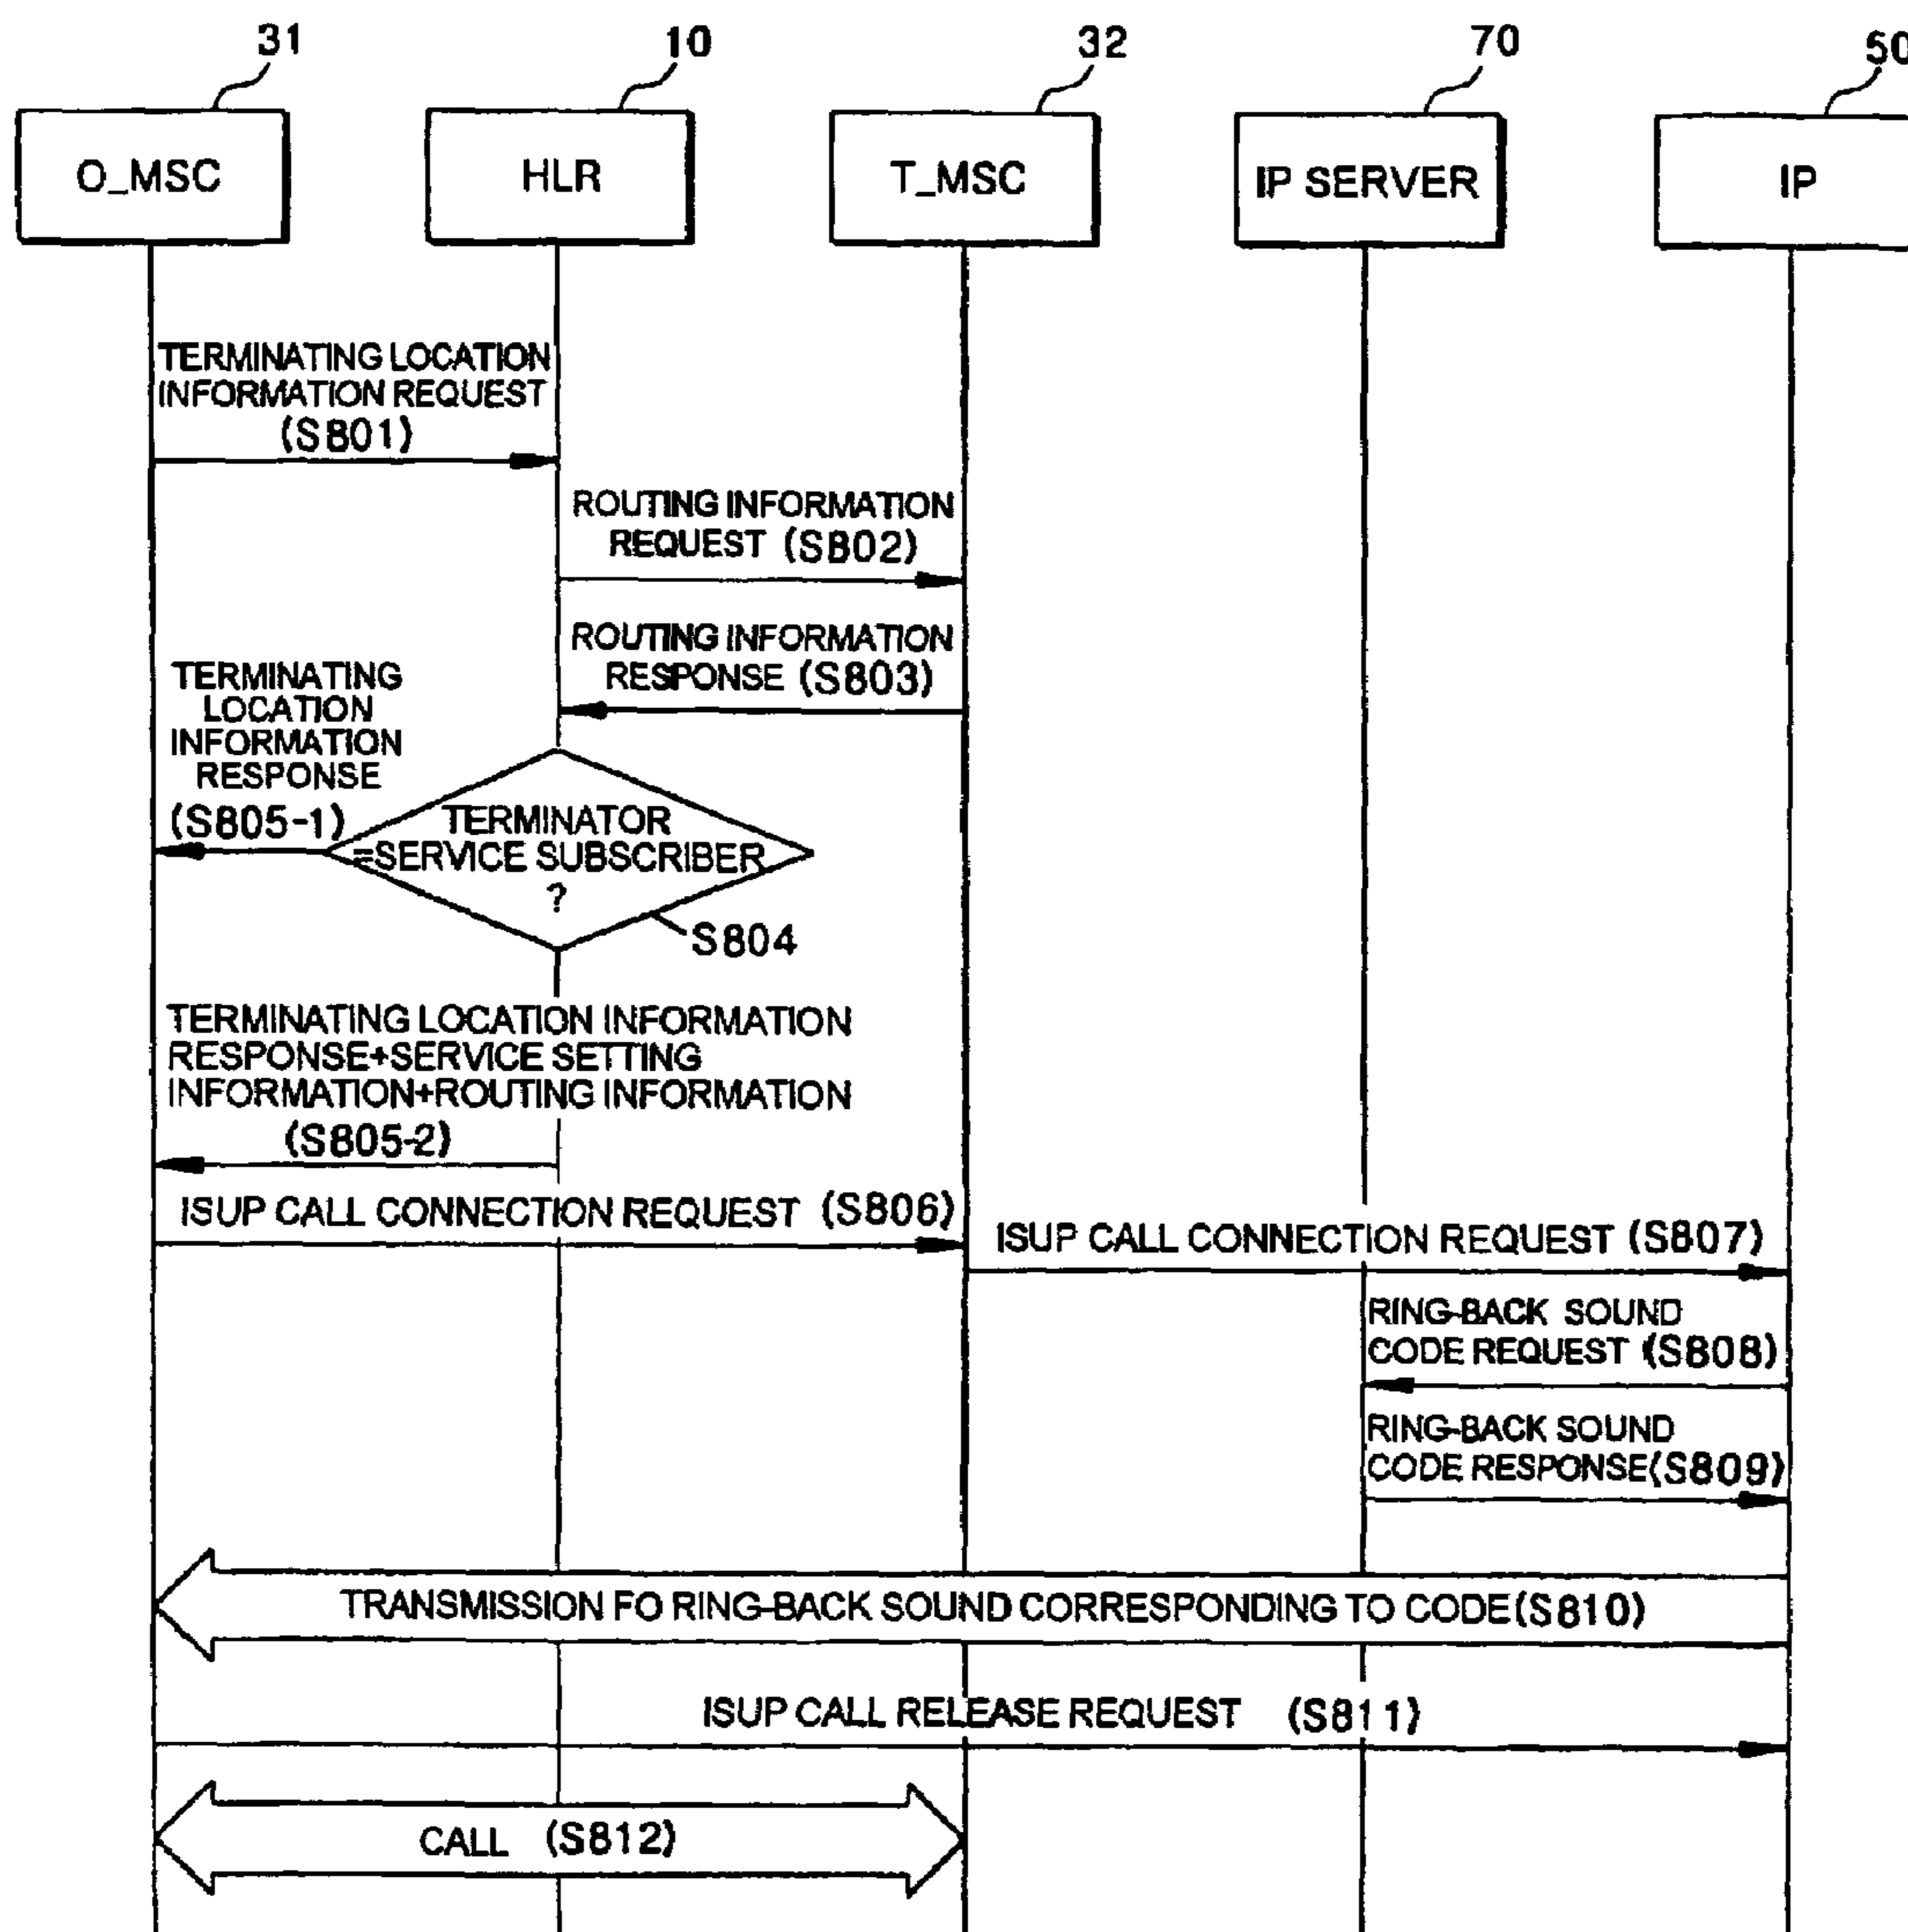 31
10
32
70
50
O_MSC
HLR
T_MSC
IP SERVER
IP
TERMINATING LOCATION
INFORMATION REQUEST
(S801)
ROUTING INFORMATION
REQUEST (S802)
ROUTING INFORMATION
RESPONSE (S803)
TERMINATING
LOCATION
INFORMATION
RESPONSE
(S805-1)
TERMINATOR
=SERVICE SUBSCRIBER
?
S804
TERMINATING LOCATION INFORMATION
RESPONSE+SERVICE SETTING
INFORMATION+ROUTING INFORMATION
(S805-2)
ISUP CALL CONNECTION REQUEST (S806)
ISUP CALL CONNECTION REQUEST (S807)
RING-BACK SOUND
CODE REQUEST (S808)
RING-BACK SOUND
CODE RESPONSE(S809)
TRANSMISSION FO RING-BACK SOUND CORRESPONDING TO CODE(S810)
ISUP CALL RELEASE REQUEST (S811)
CALL (S812)